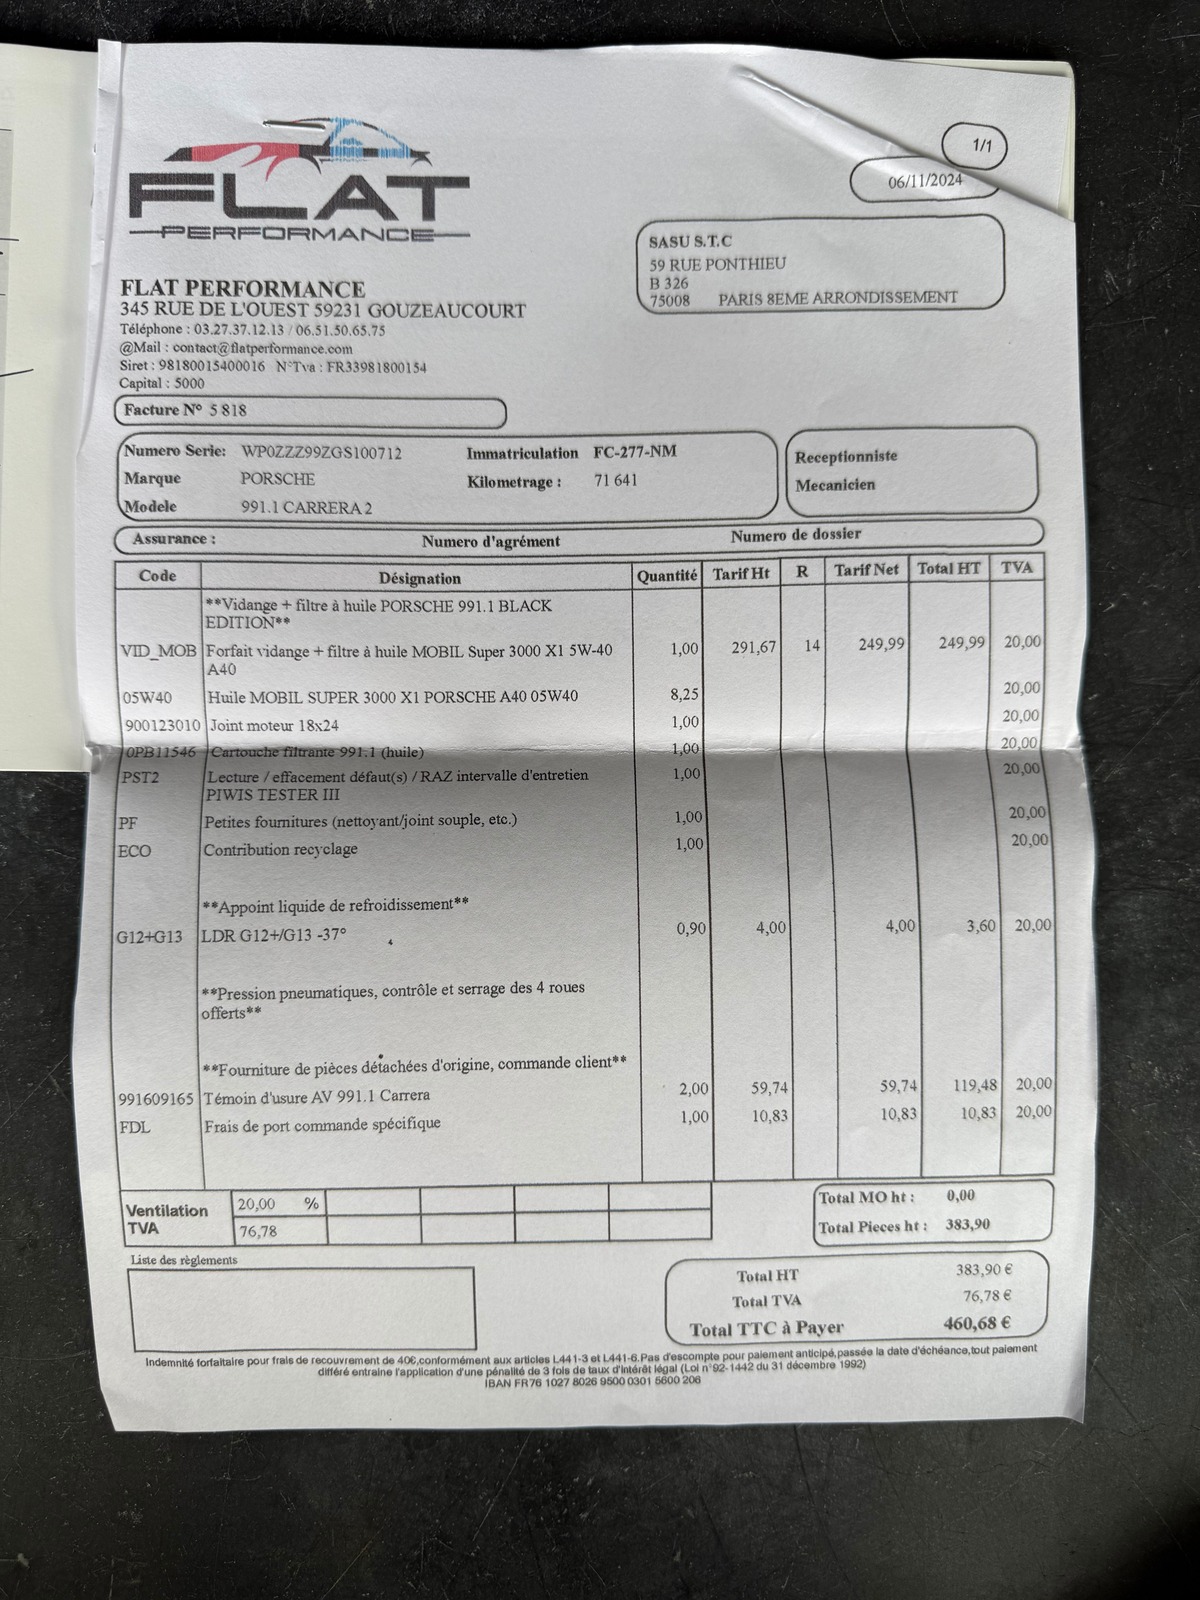 1/1
06/11/2024
FLAT
PERFORMANCE
SASU S.T.C
59 RUE PONTHIEU
B 326
75008 PARIS 8EME ARRONDISSEMENT
FLAT PERFORMANCE
345 RUE DE L'OUEST 59231 GOUZEAUCOURT
Téléphone : 03.27.37.12.13 / 06.51.50.65.75
@Mail : contact@flatperformance.com
Siret : 98180015400016 N°Tva : FR33981800154
Capital : 5000
Facture N° 5 818
Numero Serie: WP0ZZZ99ZGS100712 Immatriculation FC-277-NM
Marque PORSCHE Kilometrage : 71 641
Modele 991.1 CARRERA 2
Receptionniste
Mecanicien
Assurance : Numero d'agrément Numero de dossier
Code Désignation Quantité Tarif Ht R Tarif Net Total HT TVA
**Vidange + filtre à huile PORSCHE 991.1 BLACK
EDITION**
VID_MOB Forfait vidange + filtre à huile MOBIL Super 3000 X1 5W-40 1,00 291,67 14 249,99 249,99 20,00
A40
05W40 Huile MOBIL SUPER 3000 X1 PORSCHE A40 05W40 8,25 20,00
900123010 Joint moteur 18x24 1,00 20,00
0PB11546 Cartouche filtrante 991.1 (huile) 1,00 20,00
PST2 Lecture / effacement défaut(s) / RAZ intervalle d'entretien 1,00 20,00
PIWIS TESTER III
PF Petites fournitures (nettoyant/joint souple, etc.) 1,00 20,00
ECO Contribution recyclage 1,00 20,00
**Appoint liquide de refroidissement**
G12+G13 LDR G12+/G13 -37° 0,90 4,00 4,00 3,60 20,00
**Pression pneumatiques, contrôle et serrage des 4 roues
offerts**
**Fourniture de pièces détachées d'origine, commande client**
991609165 Témoin d'usure AV 991.1 Carrera 2,00 59,74 59,74 119,48 20,00
FDL Frais de port commande spécifique 1,00 10,83 10,83 10,83 20,00
Ventilation TVA
20,00 %
76,78
Total MO ht : 0,00
Total Pieces ht : 383,90
Liste des règlements
Total HT 383,90 €
Total TVA 76,78 €
Total TTC à Payer 460,68 €
Indemnité forfaitaire pour frais de recouvrement de 40€,conformément aux articles L441-3 et L441-6.Pas d'escompte pour paiement anticipé,passée la date d'échéance,tout paiement
différé entraine l'application d'une pénalité de 3 fois de taux d'intérêt légal (Loi n°92-1442 du 31 décembre 1992)
IBAN FR76 1027 8026 9500 0301 5600 206